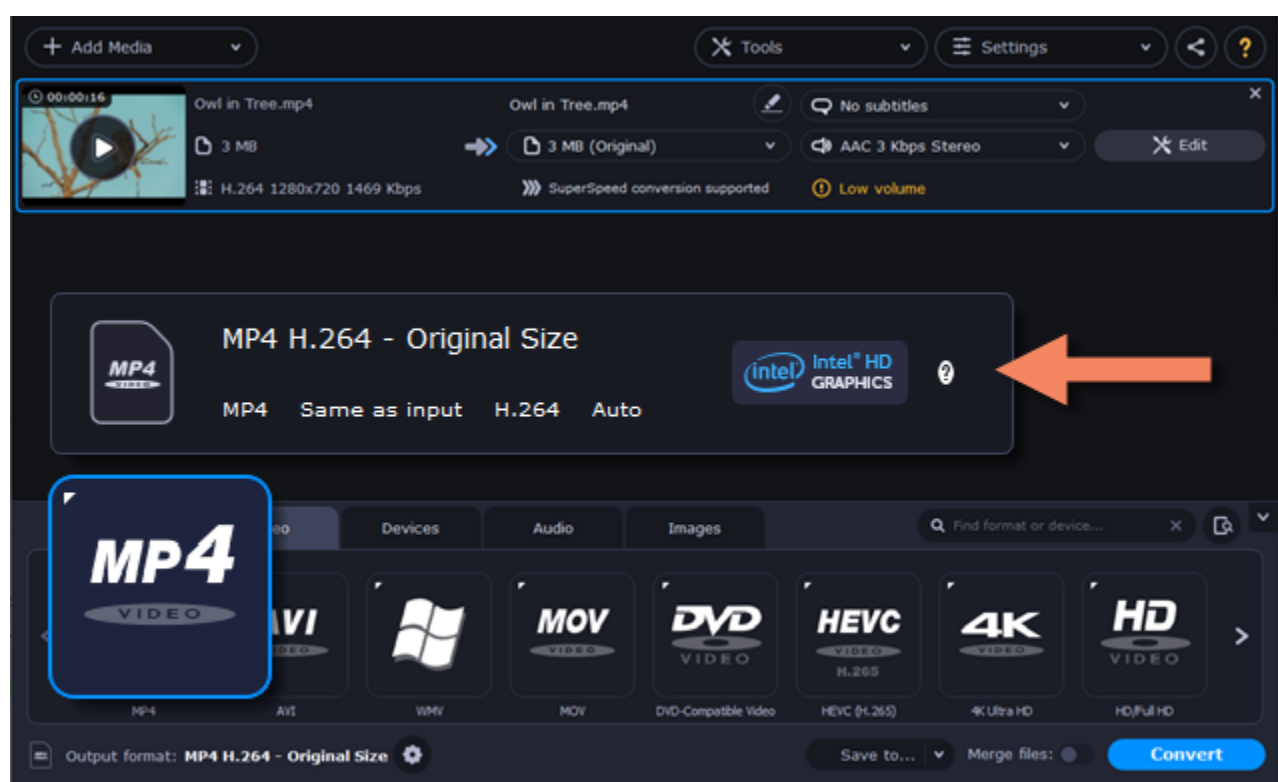 Add Media
Tools
Settings
?
00:00:16
Owl in Tree.mp4
Owl in Tree.mp4
No subtitles
3 MB
3 MB (Original)
AAC 3 Kbps Stereo
Edit
H.264 1280x720 1469 Kbps
SuperSpeed conversion supported
Low volume
MP4 H.264 - Original Size
MP4
VIDEO
intel
Intel® HD
GRAPHICS
?
MP4 Same as input H.264 Auto
eo
Devices
Audio
Images
Find format or device...
MP4
VIDEO
AVI
VIDEO
MOV
VIDEO
DVD
VIDEO
HEVC
VIDEO
H.265
4K
VIDEO
HD
VIDEO
MP4
AVI
WMV
MOV
DVD-Compatible Video
HEVC (H.265)
4K Ultra HD
HD/Full HD
Output format: MP4 H.264 - Original Size
Save to...
Merge files:
Convert